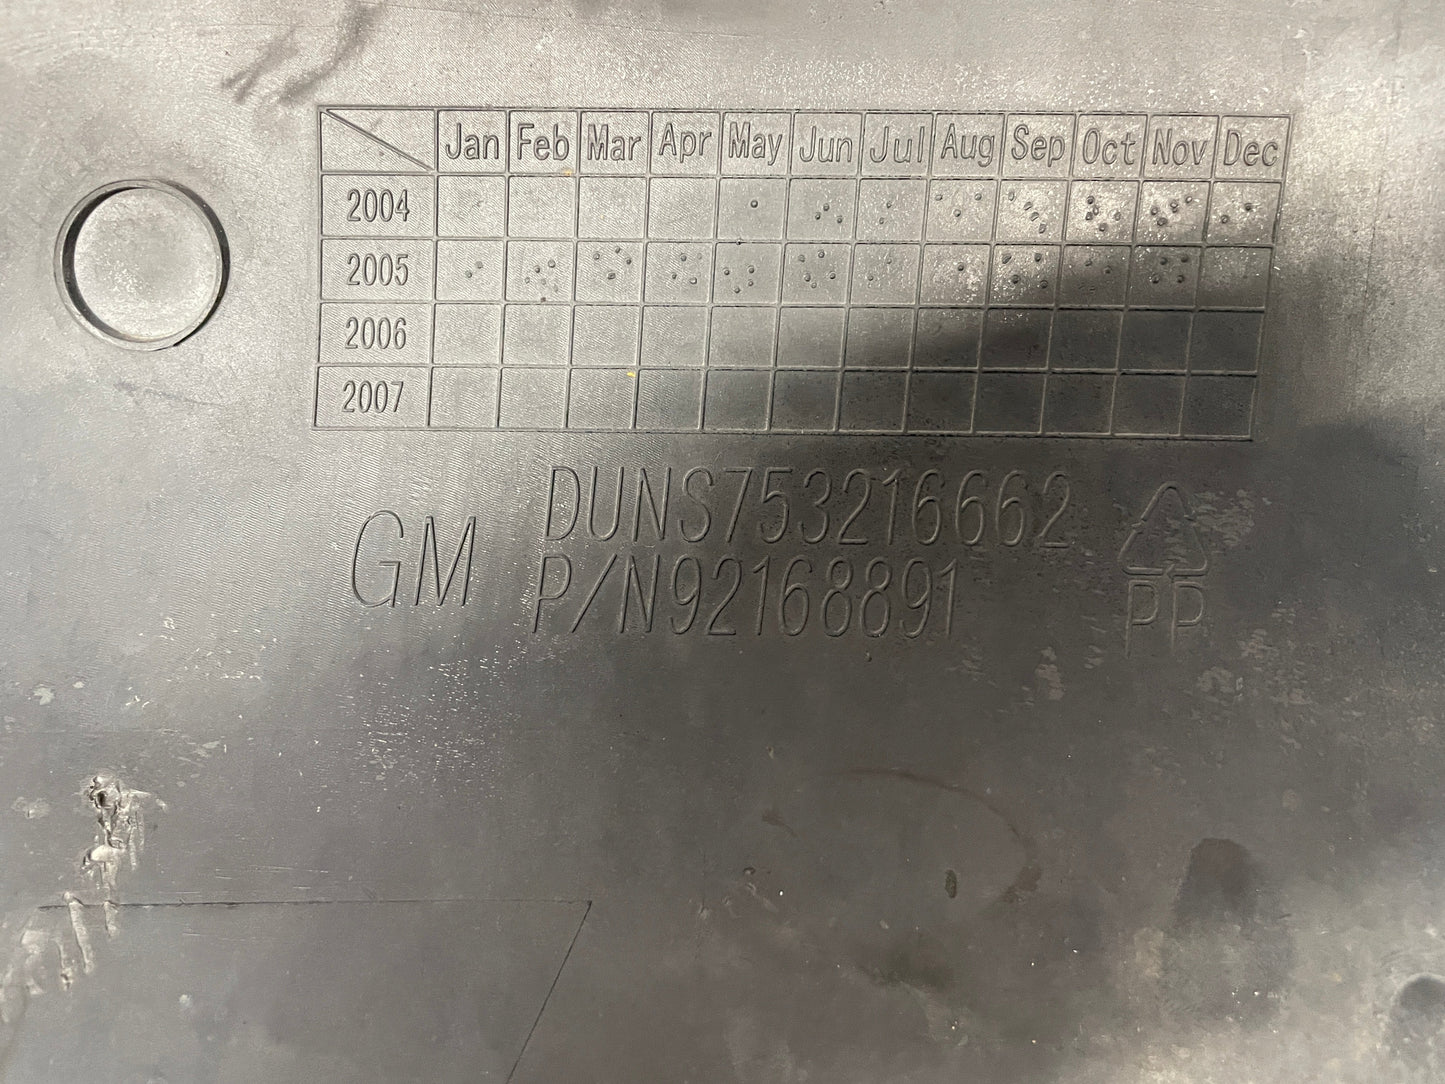 Jan Feb Mar Apr May Jun Jul Aug Sep Oct Nov Dec
2004
2005
2006
2007
GM
DUNS753216662
P/N92168891
PP